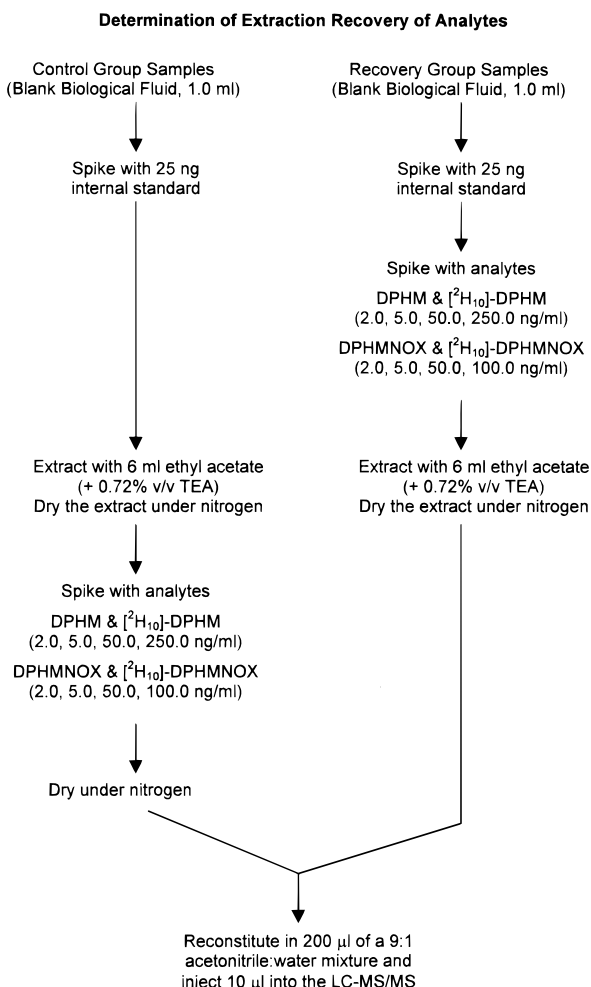 Determination of Extraction Recovery of Analytes
Control Group Samples
(Blank Biological Fluid, 1.0 ml)
Spike with 25 ng
internal standard
Extract with 6 ml ethyl acetate
(+ 0.72% v/v TEA)
Dry the extract under nitrogen
Spike with analytes
DPHM & [²H₁₀]-DPHM
(2.0, 5.0, 50.0, 250.0 ng/ml)
DPHMNOX & [²H₁₀]-DPHMNOX
(2.0, 5.0, 50.0, 100.0 ng/ml)
Dry under nitrogen
Recovery Group Samples
(Blank Biological Fluid, 1.0 ml)
Spike with 25 ng
internal standard
Spike with analytes
DPHM & [²H₁₀]-DPHM
(2.0, 5.0, 50.0, 250.0 ng/ml)
DPHMNOX & [²H₁₀]-DPHMNOX
(2.0, 5.0, 50.0, 100.0 ng/ml)
Extract with 6 ml ethyl acetate
(+ 0.72% v/v TEA)
Dry the extract under nitrogen
Reconstitute in 200 μl of a 9:1
acetonitrile:water mixture and
inject 10 μl into the LC-MS/MS